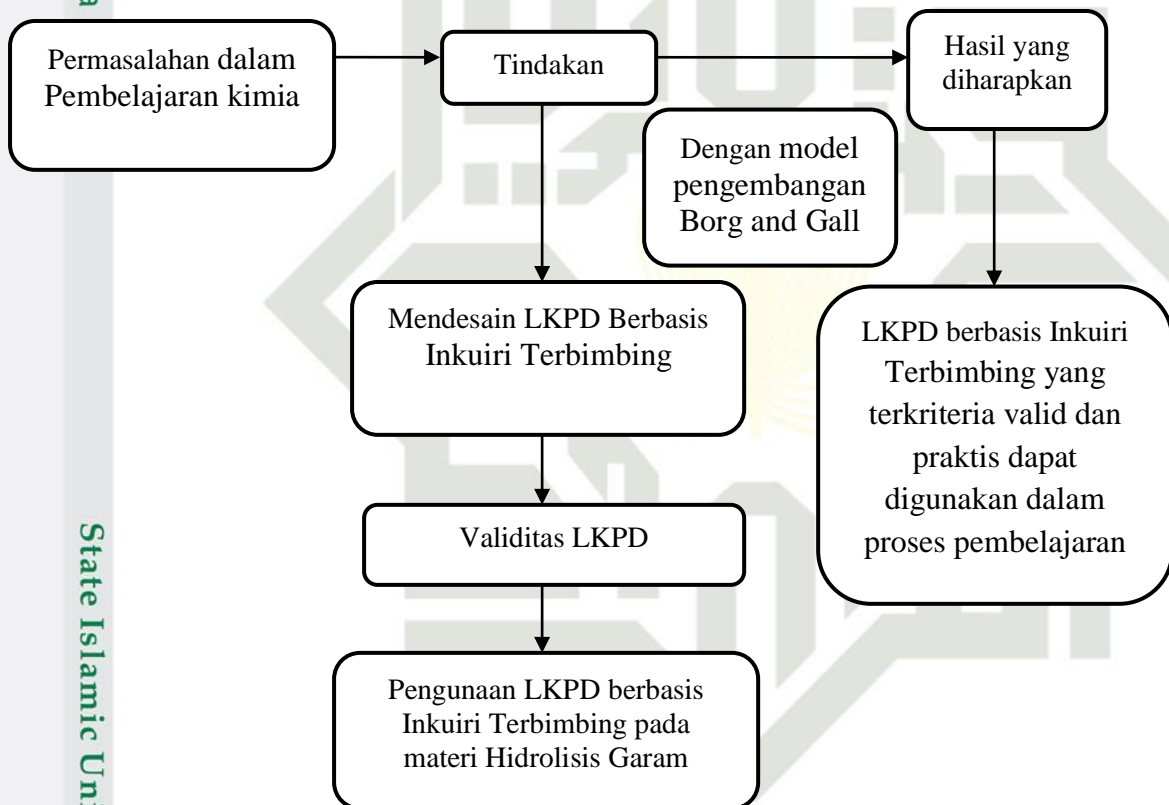 Permasalahan dalam
Pembelajaran kimia
Tindakan
Hasil yang
diharapkan
Dengan model
pengembangan
Borg and Gall
Mendesain LKPD Berbasis
Inkuiri Terbimbing
LKPD berbasis Inkuiri
Terbimbing yang
terkriteria valid dan
praktis dapat
digunakan dalam
proses pembelajaran
Validitas LKPD
Pengunaan LKPD berbasis
Inkuiri Terbimbing pada
materi Hidrolisis Garam
State Islamic Uni